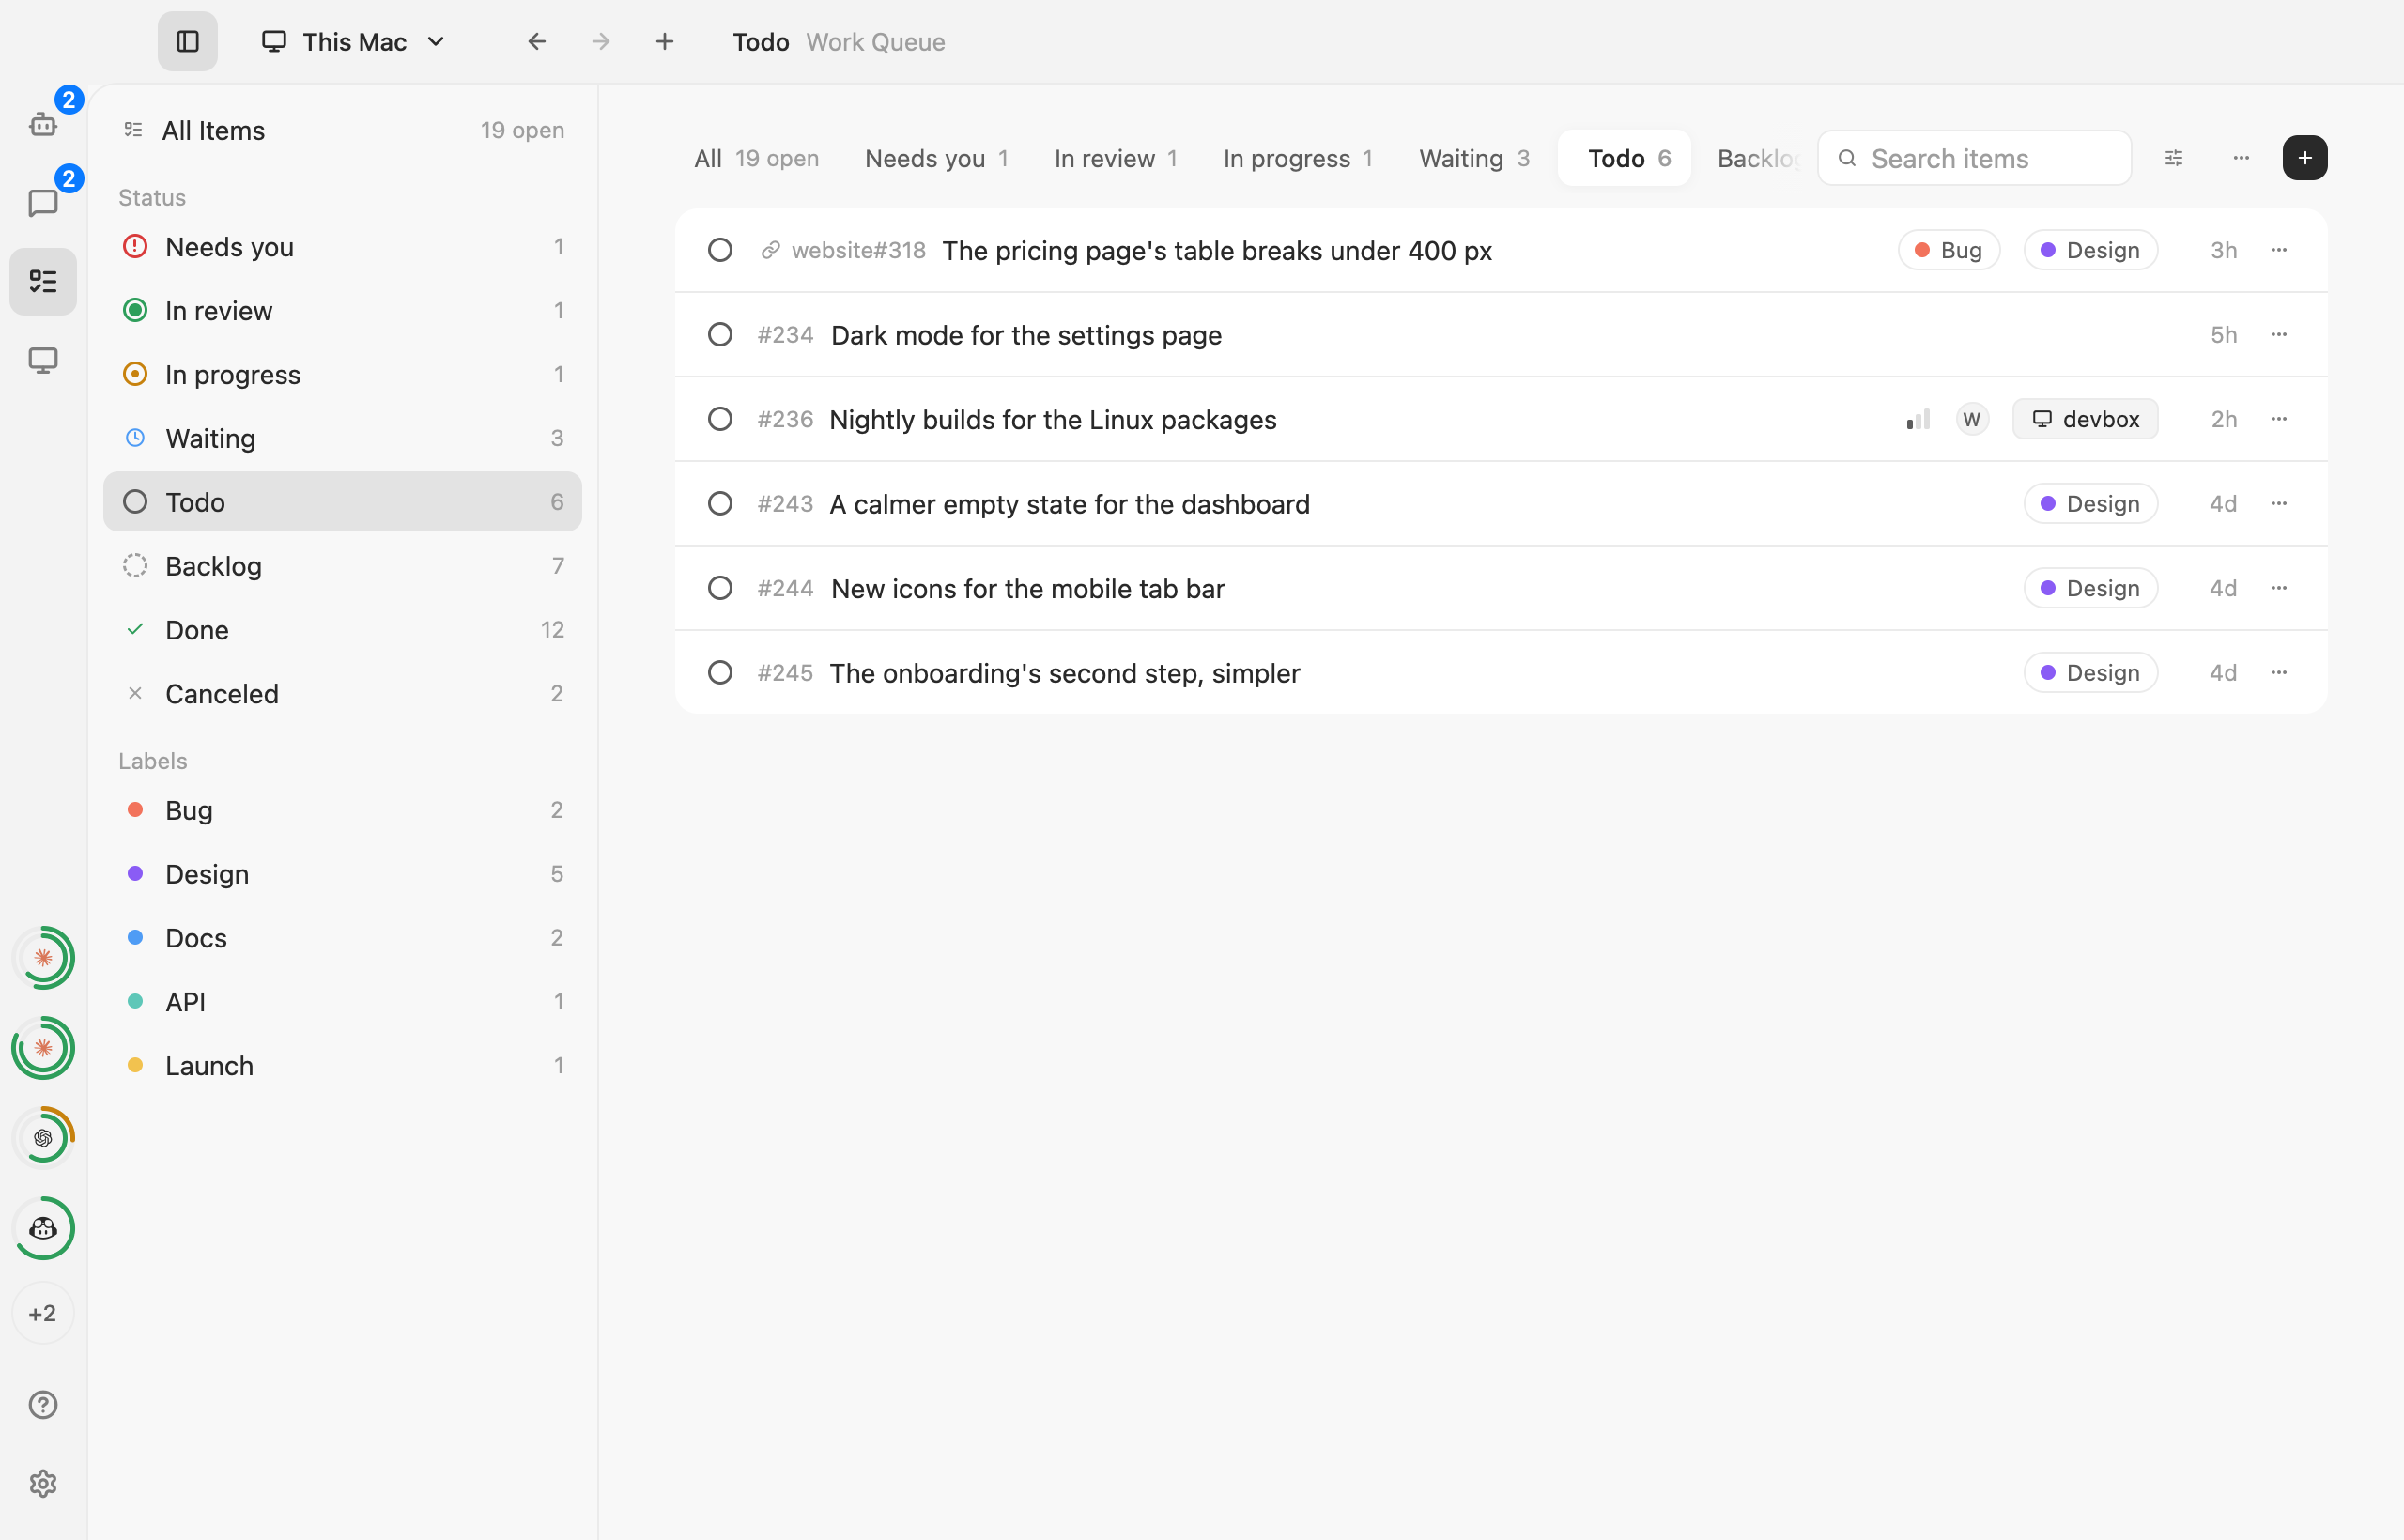 This Mac
Todo Work Queue
2
2
All Items 19 open
Status
Needs you 1
In review 1
In progress 1
Waiting 3
Todo 6
Backlog 7
Done 12
Canceled 2
Labels
Bug 2
Design 5
Docs 2
API 1
Launch 1
+2
All 19 open Needs you 1 In review 1 In progress 1 Waiting 3 Todo 6 Backlog Search items
website#318 The pricing page's table breaks under 400 px Bug Design 3h
#234 Dark mode for the settings page 5h
#236 Nightly builds for the Linux packages W devbox 2h
#243 A calmer empty state for the dashboard Design 4d
#244 New icons for the mobile tab bar Design 4d
#245 The onboarding's second step, simpler Design 4d